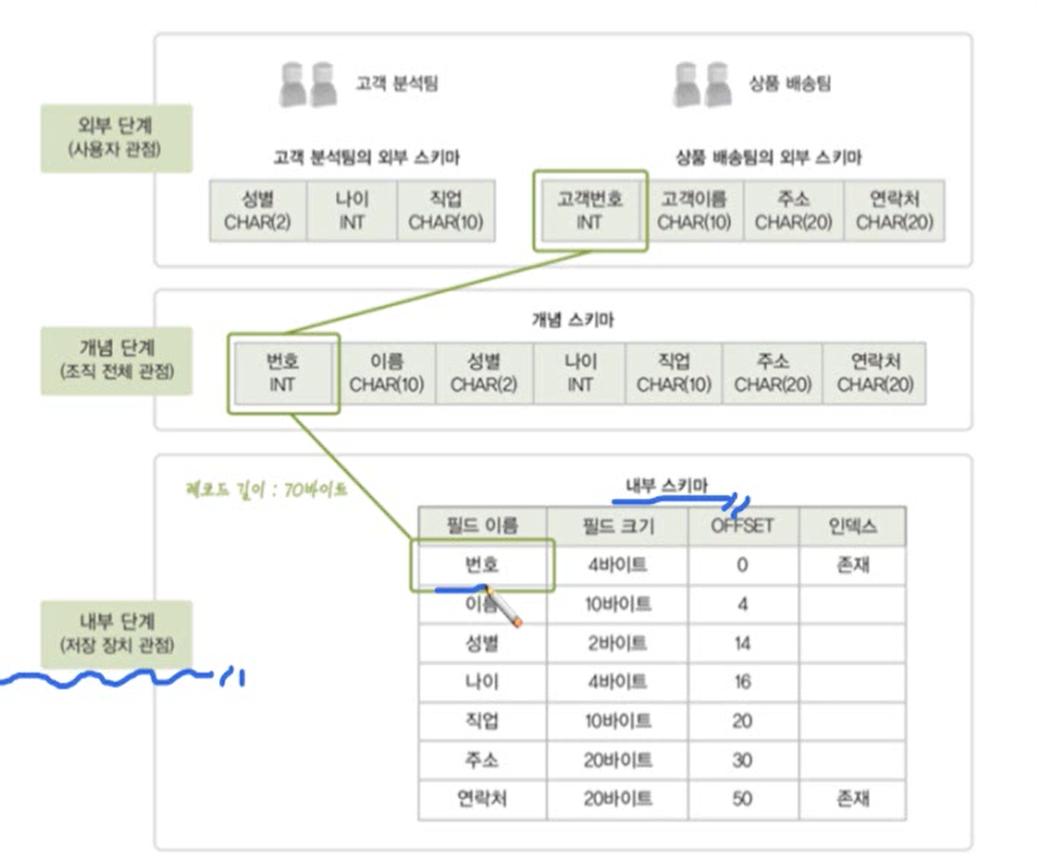 고객 분석팀
상품 배송팀
외부 단계
(사용자 관점)
고객 분석팀의 외부 스키마
상품 배송팀의 외부 스키마
성별 나이 직업
CHAR(2) INT CHAR(10)
고객번호 고객이름 주소 연락처
INT CHAR(10) CHAR(20) CHAR(20)
개념 단계
(조직 전체 관점)
개념 스키마
번호 이름 성별 나이 직업 주소 연락처
INT CHAR(10) CHAR(2) INT CHAR(10) CHAR(20) CHAR(20)
레코드 길이 : 70바이트
내부 스키마
내부 단계
(저장 장치 관점)
필드 이름 필드 크기 OFFSET 인덱스
번호 4바이트 0 존재
이름 10바이트 4
성별 2바이트 14
나이 4바이트 16
직업 10바이트 20
주소 20바이트 30
연락처 20바이트 50 존재